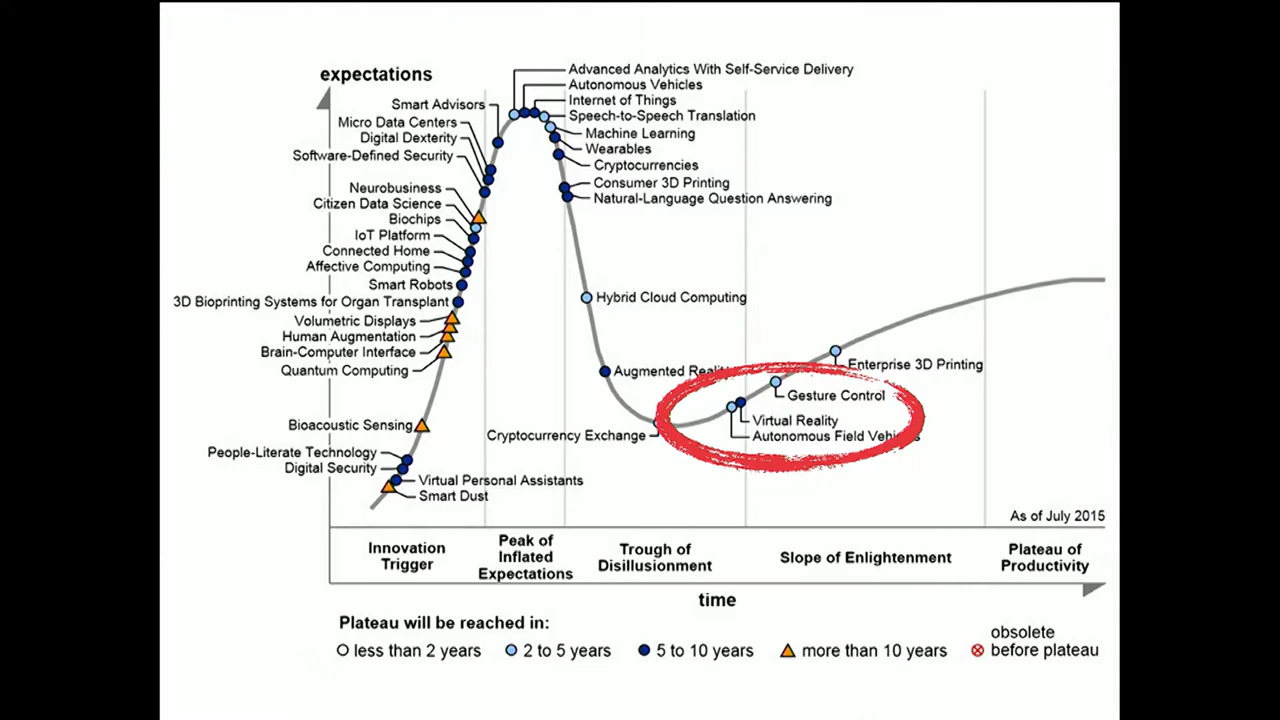 expectations
Advanced Analytics With Self-Service Delivery
Autonomous Vehicles
Internet of Things
Speech-to-Speech Translation
Machine Learning
Wearables
Cryptocurrencies
Consumer 3D Printing
Natural-Language Question Answering
Smart Advisors
Micro Data Centers
Digital Dexterity
Software-Defined Security
Neurobusiness
Citizen Data Science
Biochips
IoT Platform
Connected Home
Affective Computing
Smart Robots
3D Bioprinting Systems for Organ Transplant
Volumetric Displays
Human Augmentation
Brain-Computer Interface
Quantum Computing
Bioacoustic Sensing
People-Literate Technology
Digital Security
Virtual Personal Assistants
Smart Dust
Hybrid Cloud Computing
Augmented Reality
Cryptocurrency Exchange
Enterprise 3D Printing
Gesture Control
Virtual Reality
Autonomous Field Vehicles
As of July 2015
Innovation
Trigger
Peak of
Inflated
Expectations
Trough of
Disillusionment
Slope of Enlightenment
Plateau of
Productivity
time
Plateau will be reached in:
less than 2 years
2 to 5 years
5 to 10 years
more than 10 years
obsolete
before plateau